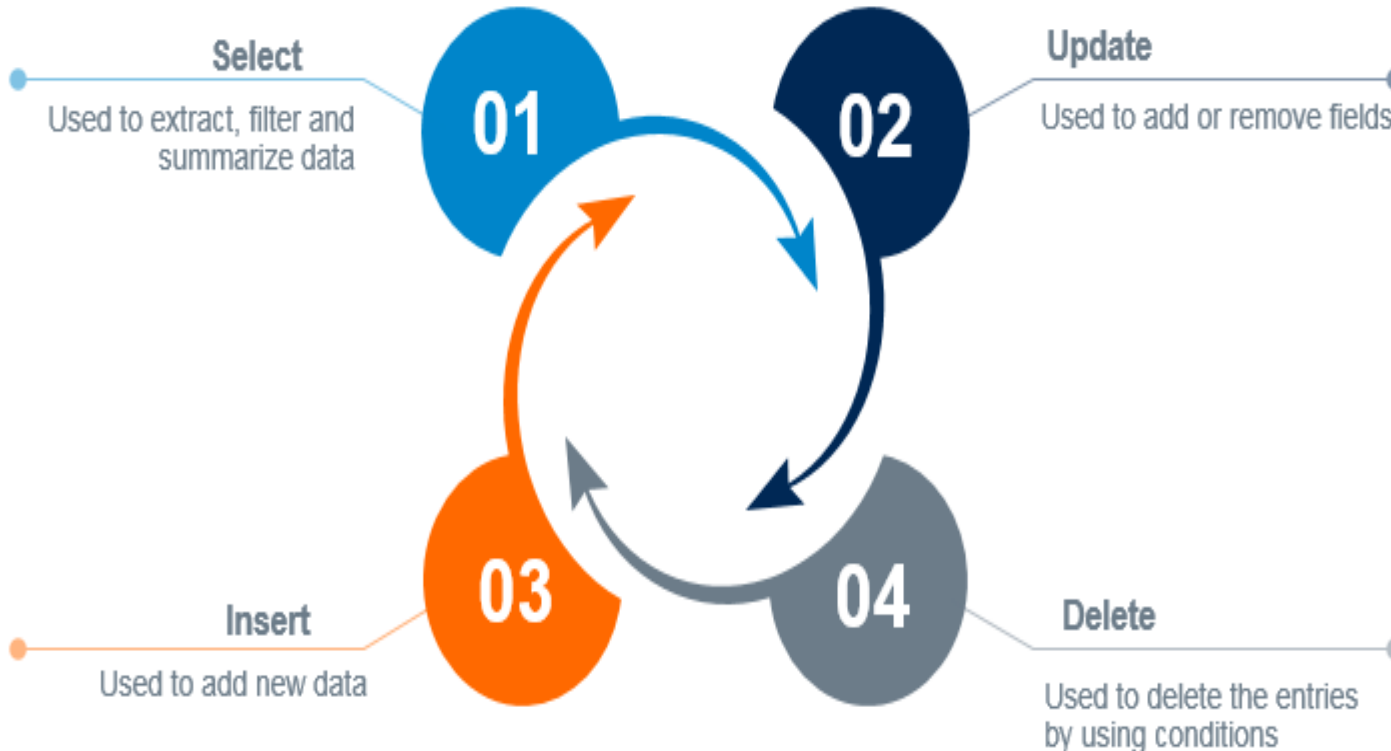 Select
Used to extract, filter and
summarize data
01
Update
Used to add or remove fields
02
Insert
Used to add new data
03
Delete
Used to delete the entries
by using conditions
04